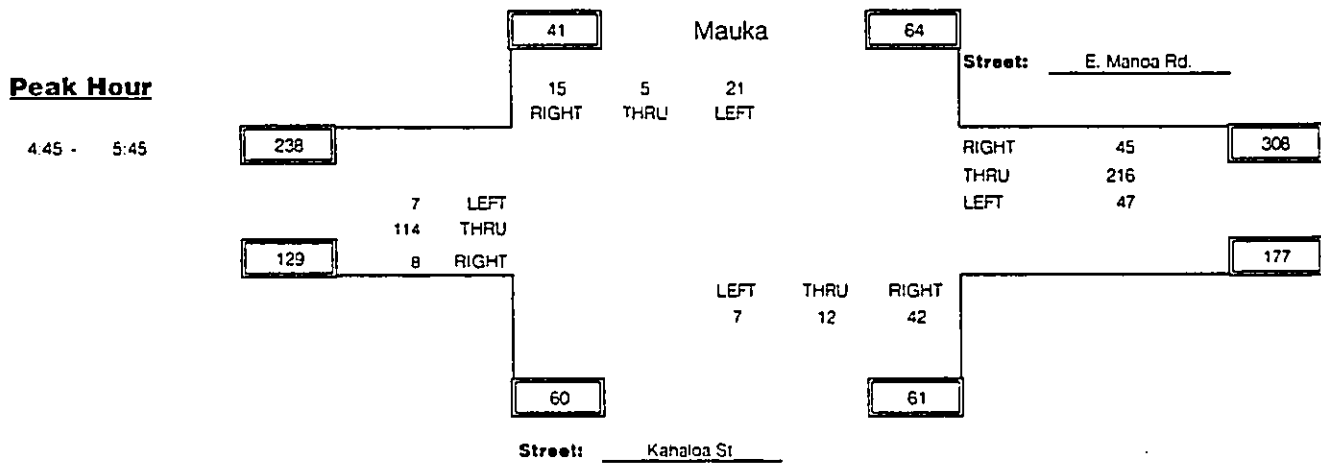 41 Mauka 64
Street: E. Manoa Rd.
Peak Hour
15 5 21
RIGHT THRU LEFT
4:45 - 5:45
238
RIGHT 45
308
THRU 216
LEFT 47
7 LEFT
114 THRU
129
8 RIGHT
177
LEFT THRU RIGHT
7 12 42
60 61
Street: Kahaloa St